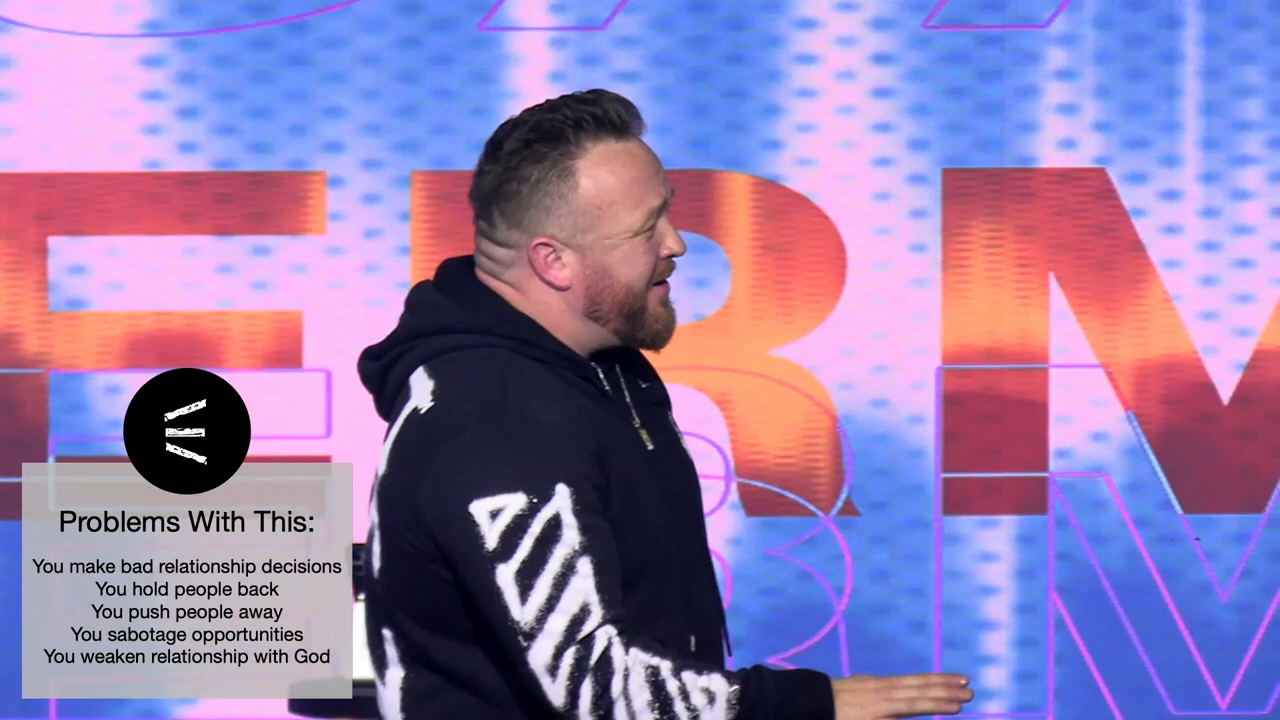 ERM
Problems With This:
You make bad relationship decisions
You hold people back
You push people away
You sabotage opportunities
You weaken relationship with God